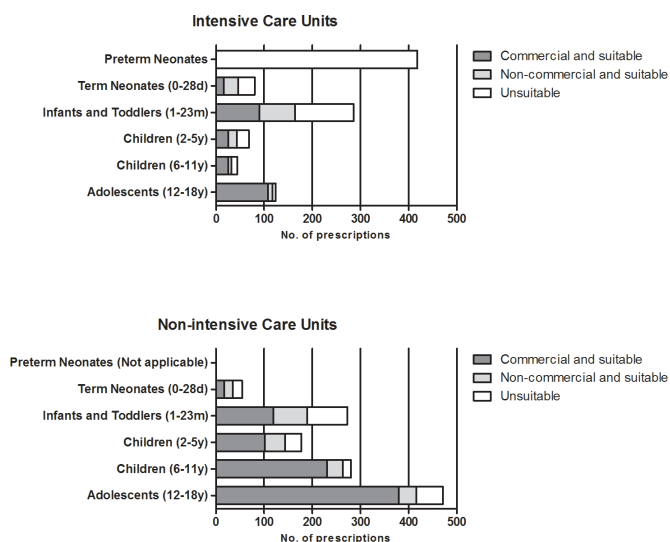 Intensive Care Units
Preterm Neonates
Term Neonates (0-28d)
Infants and Toddlers (1-23m)
Children (2-5y)
Children (6-11y)
Adolescents (12-18y)
0 100 200 300 400 500
No. of prescriptions
Commercial and suitable
Non-commercial and suitable
Unsuitable
Non-intensive Care Units
Preterm Neonates (Not applicable)
Term Neonates (0-28d)
Infants and Toddlers (1-23m)
Children (2-5y)
Children (6-11y)
Adolescents (12-18y)
0 100 200 300 400 500
No. of prescriptions
Commercial and suitable
Non-commercial and suitable
Unsuitable